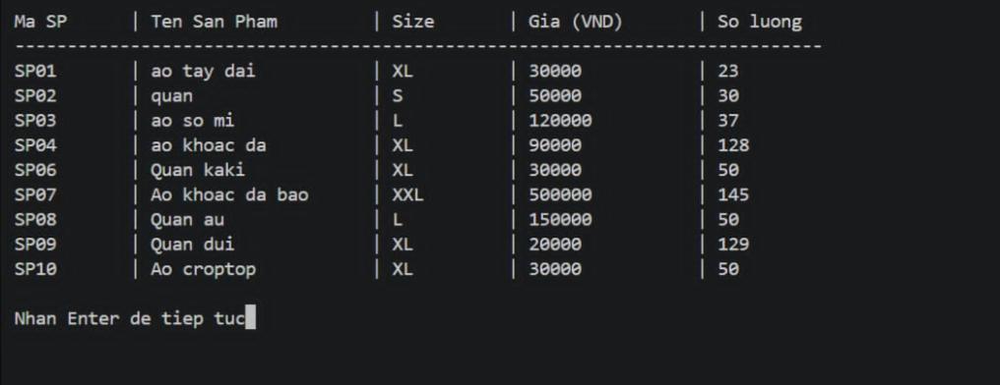 Ma SP | Ten San Pham | Size | Gia (VND) | So luong
-----------------------------------------------------------------------------
SP01 | ao tay dai | XL | 30000 | 23
SP02 | quan | S | 50000 | 30
SP03 | ao so mi | L | 120000 | 37
SP04 | ao khoac da | XL | 90000 | 128
SP06 | Quan kaki | XL | 30000 | 50
SP07 | Ao khoac da bao | XXL | 500000 | 145
SP08 | Quan au | L | 150000 | 50
SP09 | Quan dui | XL | 20000 | 129
SP10 | Ao croptop | XL | 30000 | 50
Nhan Enter de tiep tuc